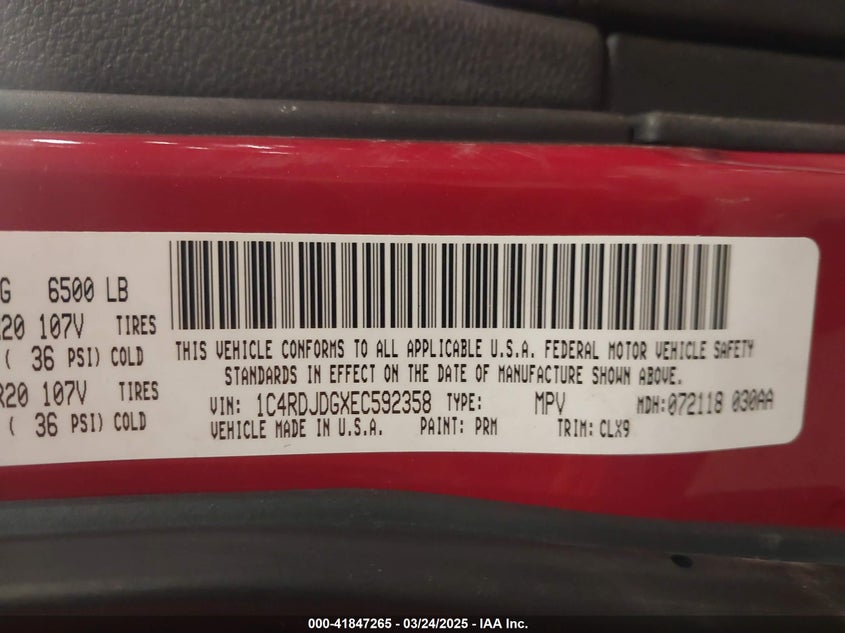 G 6500 LB
R20 107V TIRES
( 36 PSI) COLD
R20 107V TIRES
( 36 PSI) COLD
THIS VEHICLE CONFORMS TO ALL APPLICABLE U.S.A. FEDERAL MOTOR VEHICLE SAFETY
STANDARDS IN EFFECT ON THE DATE OF MANUFACTURE SHOWN ABOVE.
VIN: 1C4RDJDGXEC592358 TYPE: MPV MDH:072118 030AA
VEHICLE MADE IN U.S.A. PAINT: PRM TRIM: CLX9
000-41847265 - 03/24/2025 - IAA Inc.